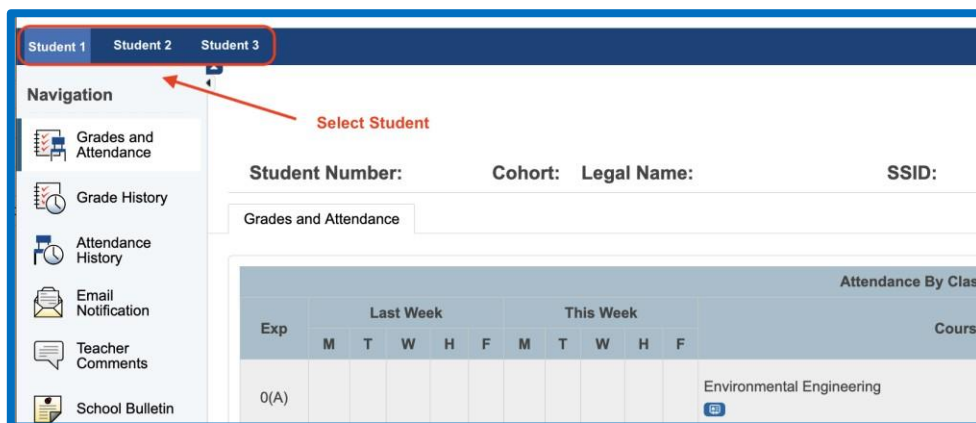 Student 1 Student 2 Student 3
Navigation
Select Student
Grades and
Attendance
Grade History
Attendance
History
Email
Notification
Teacher
Comments
School Bulletin
Student Number: Cohort: Legal Name: SSID:
Grades and Attendance
Attendance By Clas
Exp Last Week This Week Cours
M T W H F M T W H F
0(A) Environmental Engineering